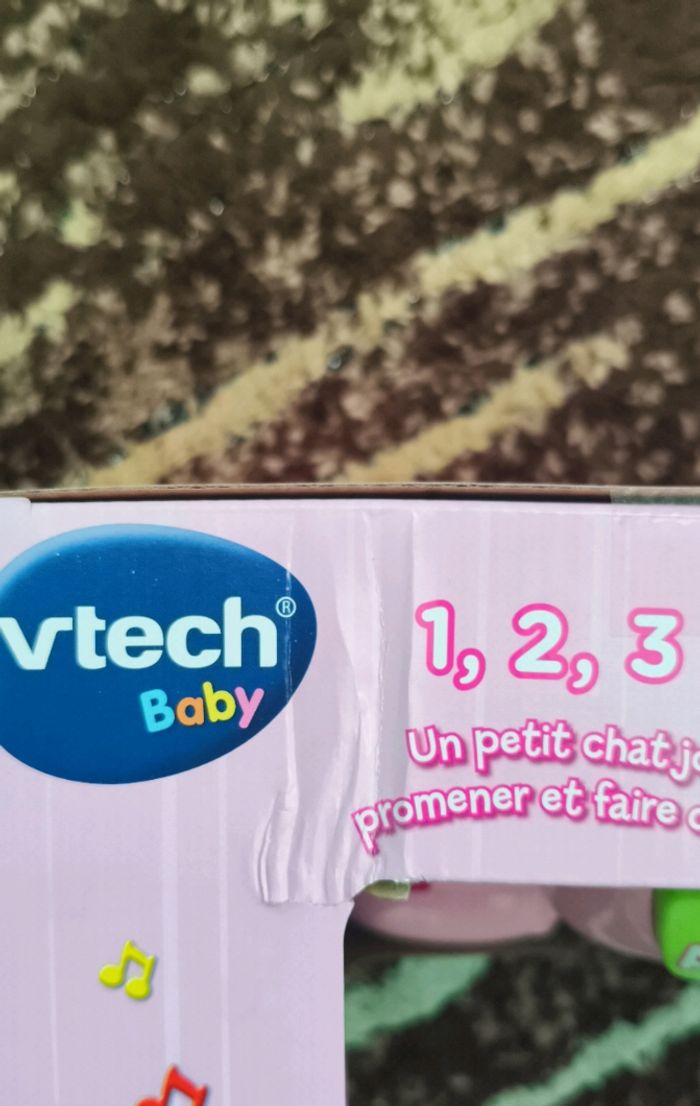 vtech®
Baby
1, 2, 3
Un petit chat
promener et faire